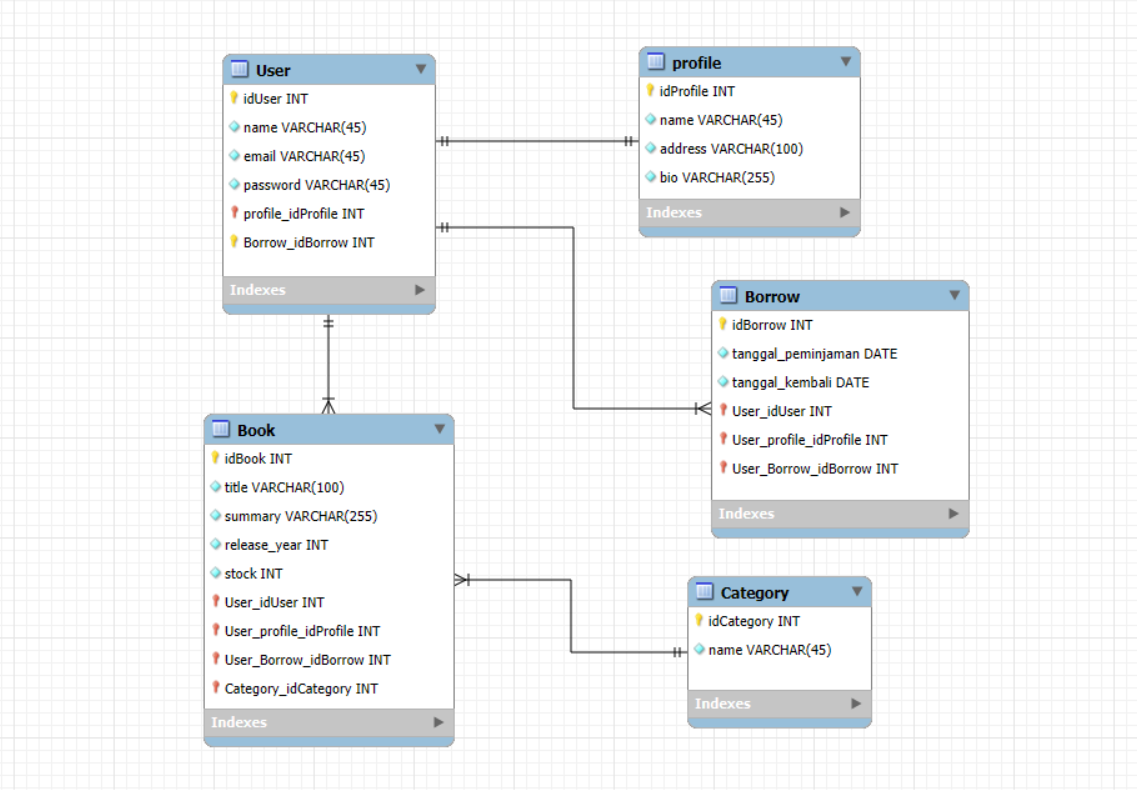 User
idUser INT
name VARCHAR(45)
email VARCHAR(45)
password VARCHAR(45)
profile_idProfile INT
Borrow_idBorrow INT
Indexes
profile
idProfile INT
name VARCHAR(45)
address VARCHAR(100)
bio VARCHAR(255)
Indexes
Borrow
idBorrow INT
tanggal_peminjaman DATE
tanggal_kembali DATE
User_idUser INT
User_profile_idProfile INT
User_Borrow_idBorrow INT
Indexes
Book
idBook INT
title VARCHAR(100)
summary VARCHAR(255)
release_year INT
stock INT
User_idUser INT
User_profile_idProfile INT
User_Borrow_idBorrow INT
Category_idCategory INT
Indexes
Category
idCategory INT
name VARCHAR(45)
Indexes